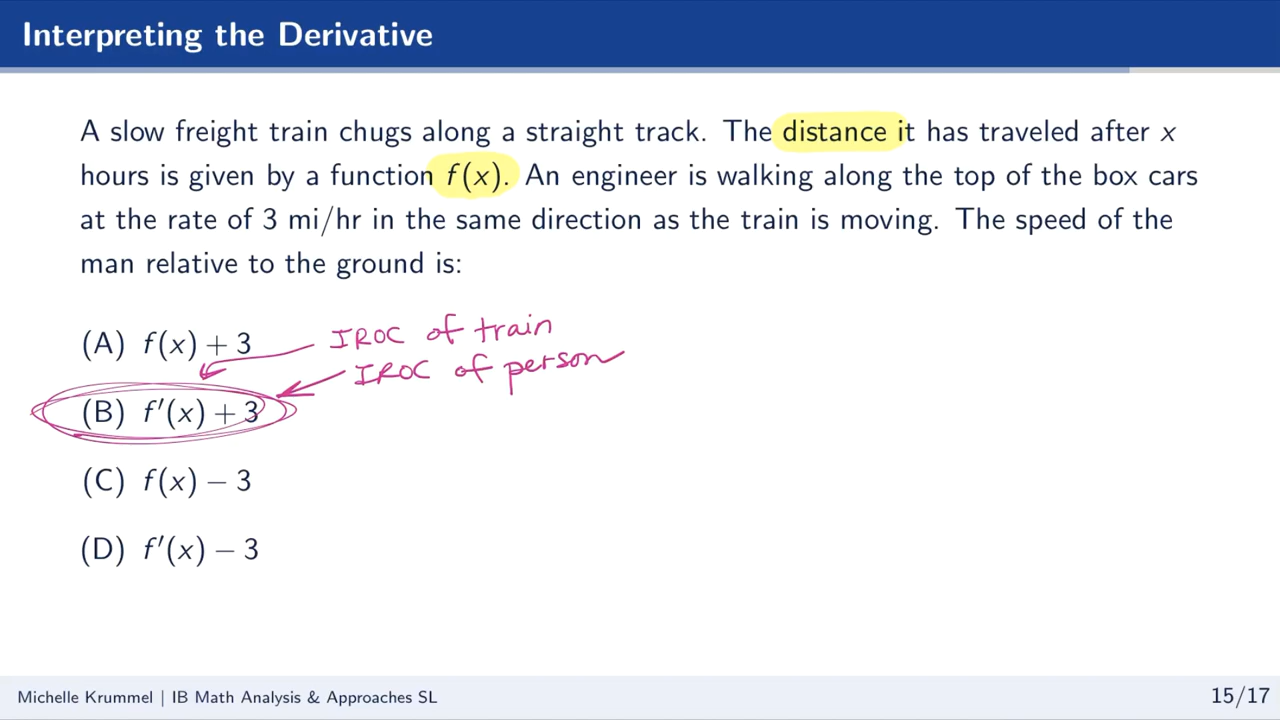 Interpreting the Derivative
A slow freight train chugs along a straight track. The distance it has traveled after x
hours is given by a function f(x). An engineer is walking along the top of the box cars
at the rate of 3 mi/hr in the same direction as the train is moving. The speed of the
man relative to the ground is:
(A) f(x) + 3
IROC of train
IROC of person
(B) f′(x) + 3
(C) f(x) − 3
(D) f′(x) − 3
Michelle Krummel | IB Math Analysis & Approaches SL
15/17